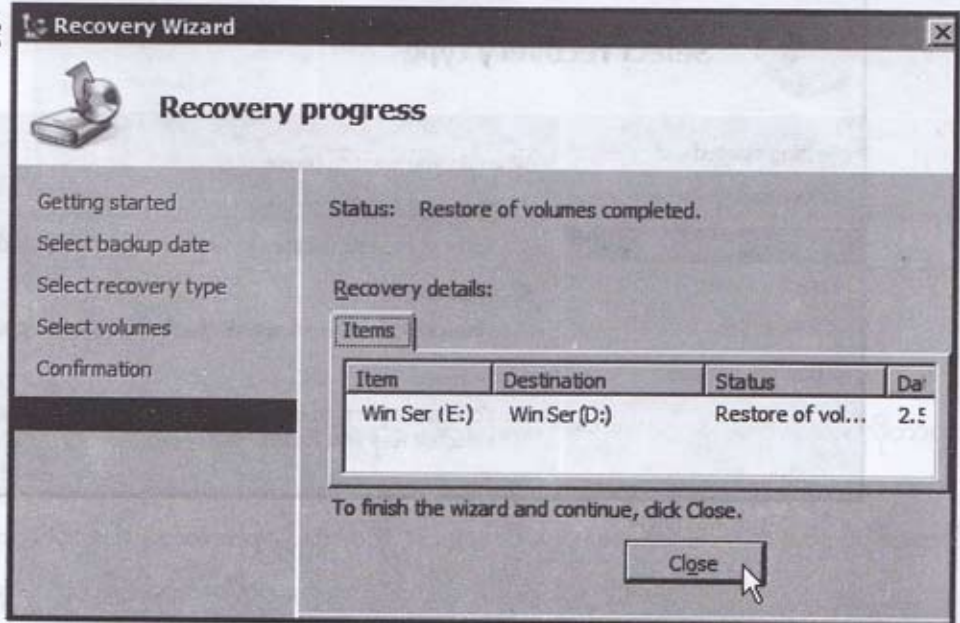 Recovery Wizard
Recovery progress
Getting started
Select backup date
Select recovery type
Select volumes
Confirmation
Status: Restore of volumes completed.
Recovery details:
Items
Item Destination Status Da
Win Ser (E:) Win Ser(D:) Restore of vol... 2.5
To finish the wizard and continue, click Close.
Close